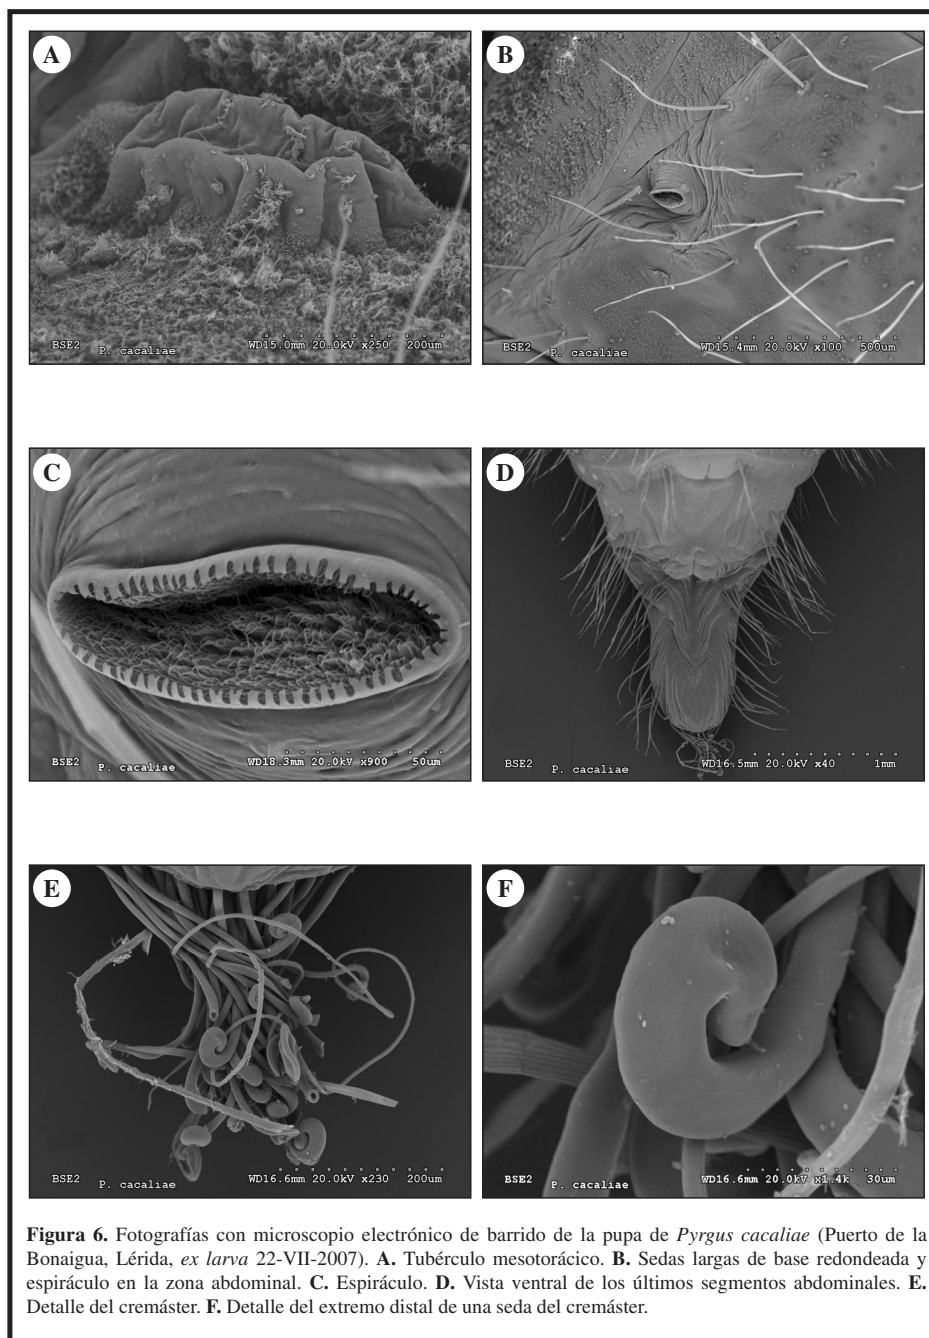 A
BSE2 P. cacaliae WD15.0mm 20.0kV x250 200um
B
BSE2 P. cacaliae WD15.4mm 20.0kV x100 500um
C
BSE2 P. cacaliae WD18.3mm 20.0kV x900 50um
D
BSE2 P. cacaliae WD16.5mm 20.0kV x40 1mm
E
BSE2 P. cacaliae WD16.6mm 20.0kV x230 200um
F
BSE2 P. cacaliae WD16.6mm 20.0kV x1.4k 30um
Figura 6. Fotografías con microscopio electrónico de barrido de la pupa de Pyrgus cacaliae (Puerto de la
Bonaigua, Lérida, ex larva 22-VII-2007). A. Tubérculo mesotorácico. B. Sedas largas de base redondeada y
espiráculo en la zona abdominal. C. Espiráculo. D. Vista ventral de los últimos segmentos abdominales. E.
Detalle del cremáster. F. Detalle del extremo distal de una seda del cremáster.